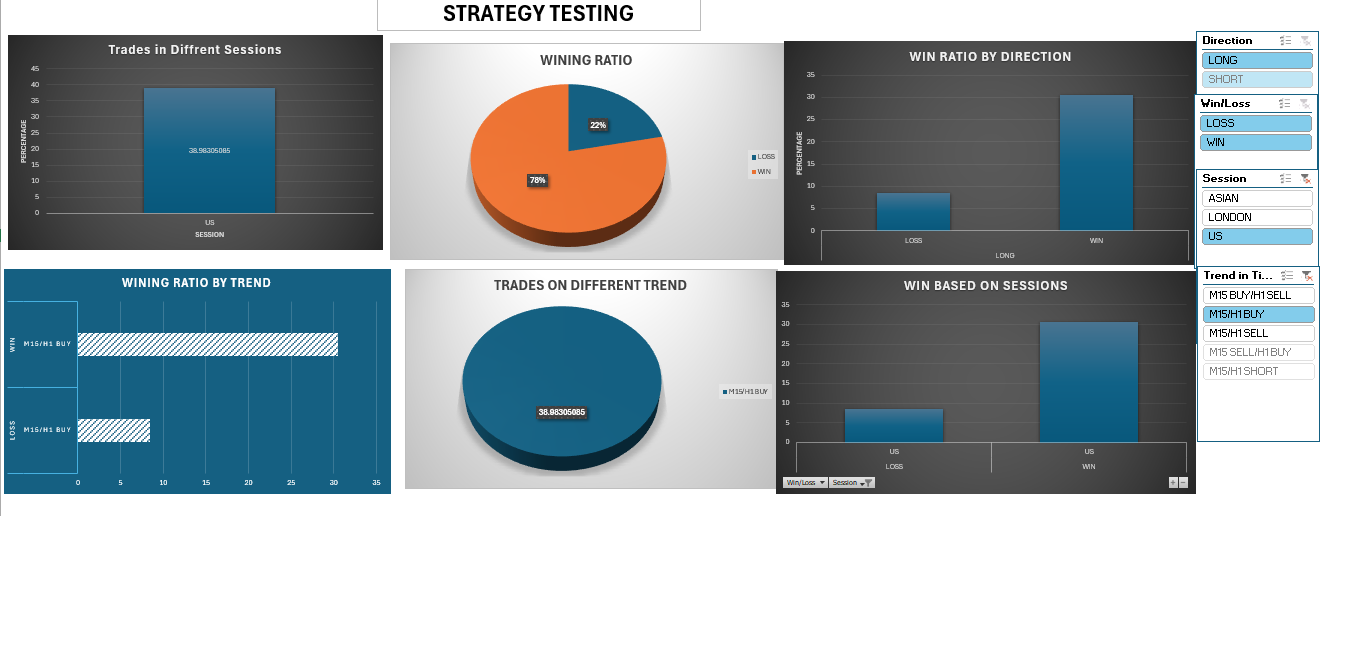 STRATEGY TESTING
Trades in Diffrent Sessions
45
40
35
30
25
20
15
10
5
0
PERCENTAGE
38.98305085
US
SESSION
WINING RATIO
22%
78%
LOSS
WIN
WIN RATIO BY DIRECTION
35
30
25
20
15
10
5
0
PERCENTAGE
LOSS
WIN
LONG
Direction
LONG
SHORT
Win/Loss
LOSS
WIN
Session
ASIAN
LONDON
US
Trend in Ti...
M15 BUY/H1 SELL
M15/H1 BUY
M15/H1 SELL
M15 SELL/H1 BUY
M15/H1 SHORT
WINING RATIO BY TREND
WIN
M15/H1 BUY
LOSS
M15/H1 BUY
0
5
10
15
20
25
30
35
TRADES ON DIFFERENT TREND
38.98305085
M15/H1 BUY
WIN BASED ON SESSIONS
35
30
25
20
15
10
5
0
US
US
LOSS
WIN
Win/Loss
Session